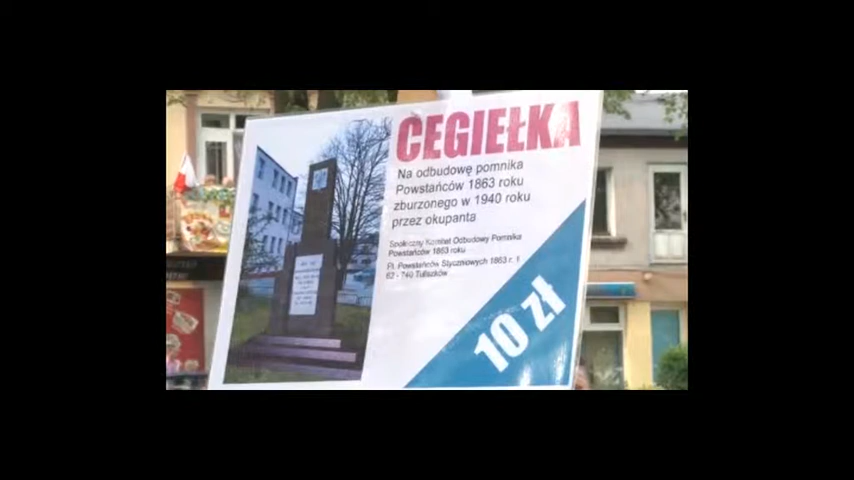 CEGIEŁKA
Na odbudowę pomnika
Powstańców 1863 roku
zburzonego w 1940 roku
przez okupanta
Społeczny Komitet Odbudowy Pomnika
Powstańców 1863 roku
Pl. Powstańców Styczniowych 1863 r. 1
62 - 740 Tuliszków
10 zł